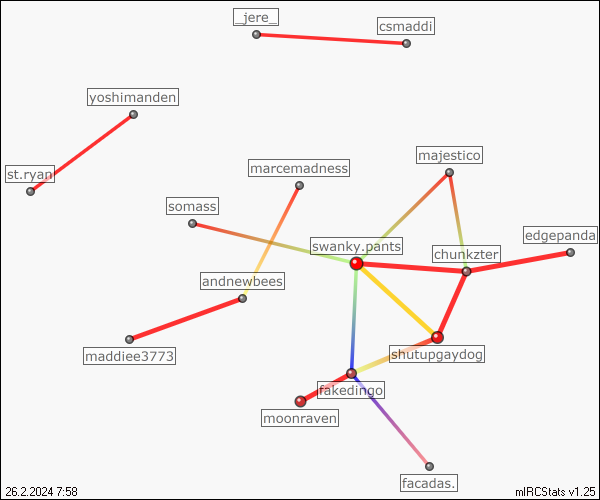 _jere_
csmaddi
yoshimanden
majestico
marcemadness
st.ryan
somass
edgepanda
swanky.pants
chunkzter
andnewbees
maddiee3773
shutupgaydog
fakedingo
moonraven
facadas.
26.2.2024 7:58
mIRCStats v1.25